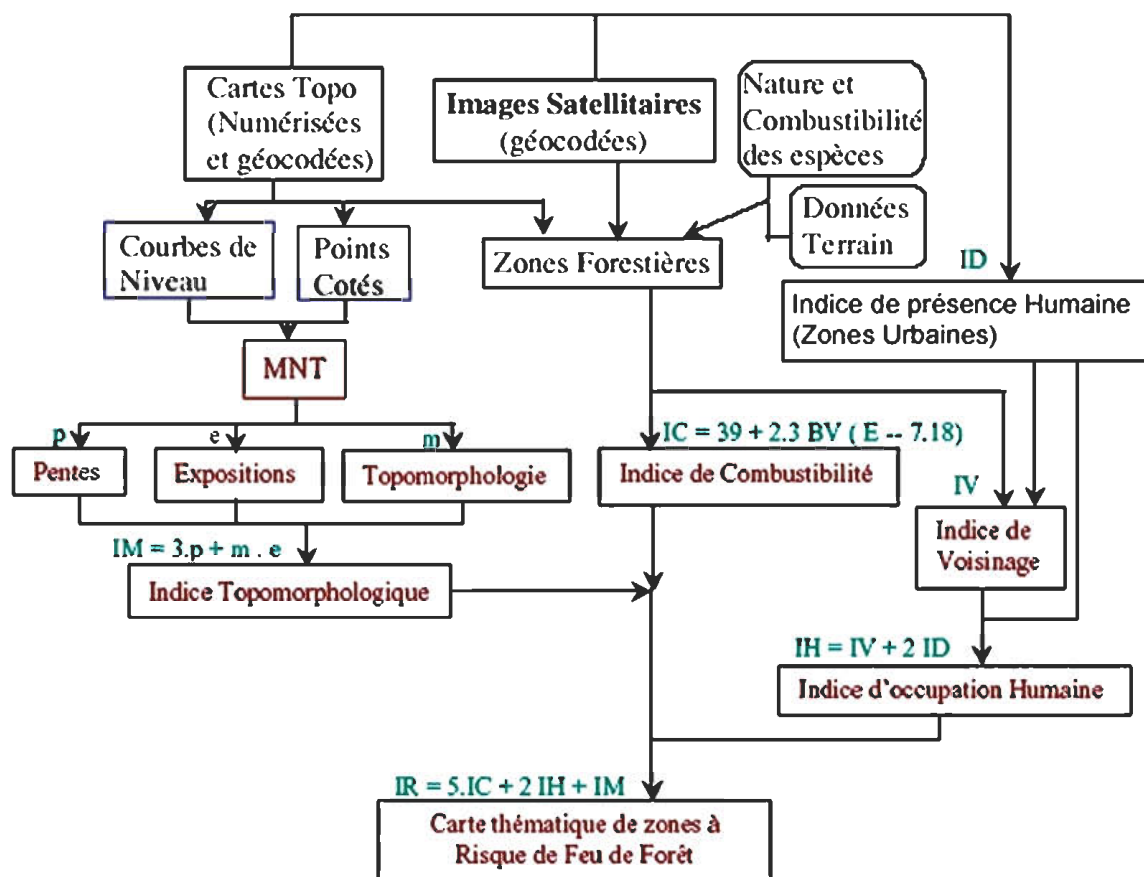 Cartes Topo
(Numérisées
et géocodées)
Images Satellitaires
(géocodées)
Nature et
Combustibilité
des espèces
Données
Terrain
Courbes de
Niveau
Points
Cotés
Zones Forestières
ID
Indice de présence Humaine
(Zones Urbaines)
MNT
p
e
m
Pentes
Expositions
Topomorphologie
IC = 39 + 2.3 BV ( E -- 7.18)
Indice de Combustibilité
IV
Indice de
Voisinage
IM = 3.p + m . e
Indice Topomorphologique
IH = IV + 2 ID
Indice d'occupation Humaine
IR = 5.IC + 2 IH + IM
Carte thématique de zones à
Risque de Feu de Forêt